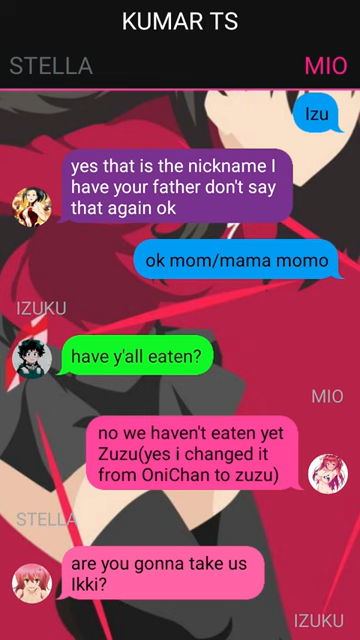 KUMAR TS
STELLA
MIO
Izu
yes that is the nickname I
have your father don't say
that again ok
ok mom/mama momo
IZUKU
have y'all eaten?
MIO
no we haven't eaten yet
Zuzu(yes i changed it
from OniChan to zuzu)
STELLA
are you gonna take us
Ikki?
IZUKU